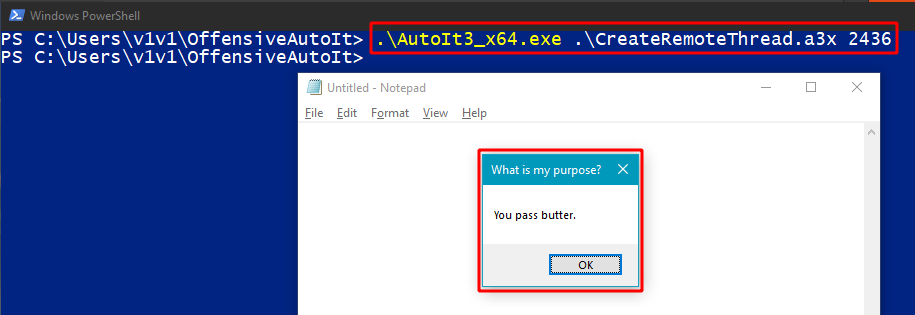 Windows PowerShell
PS C:\Users\v1v1\OffensiveAutoIt> .\AutoIt3_x64.exe .\CreateRemoteThread.a3x 2436
PS C:\Users\v1v1\OffensiveAutoIt>
Untitled - Notepad
File Edit Format View Help
What is my purpose?
You pass butter.
OK